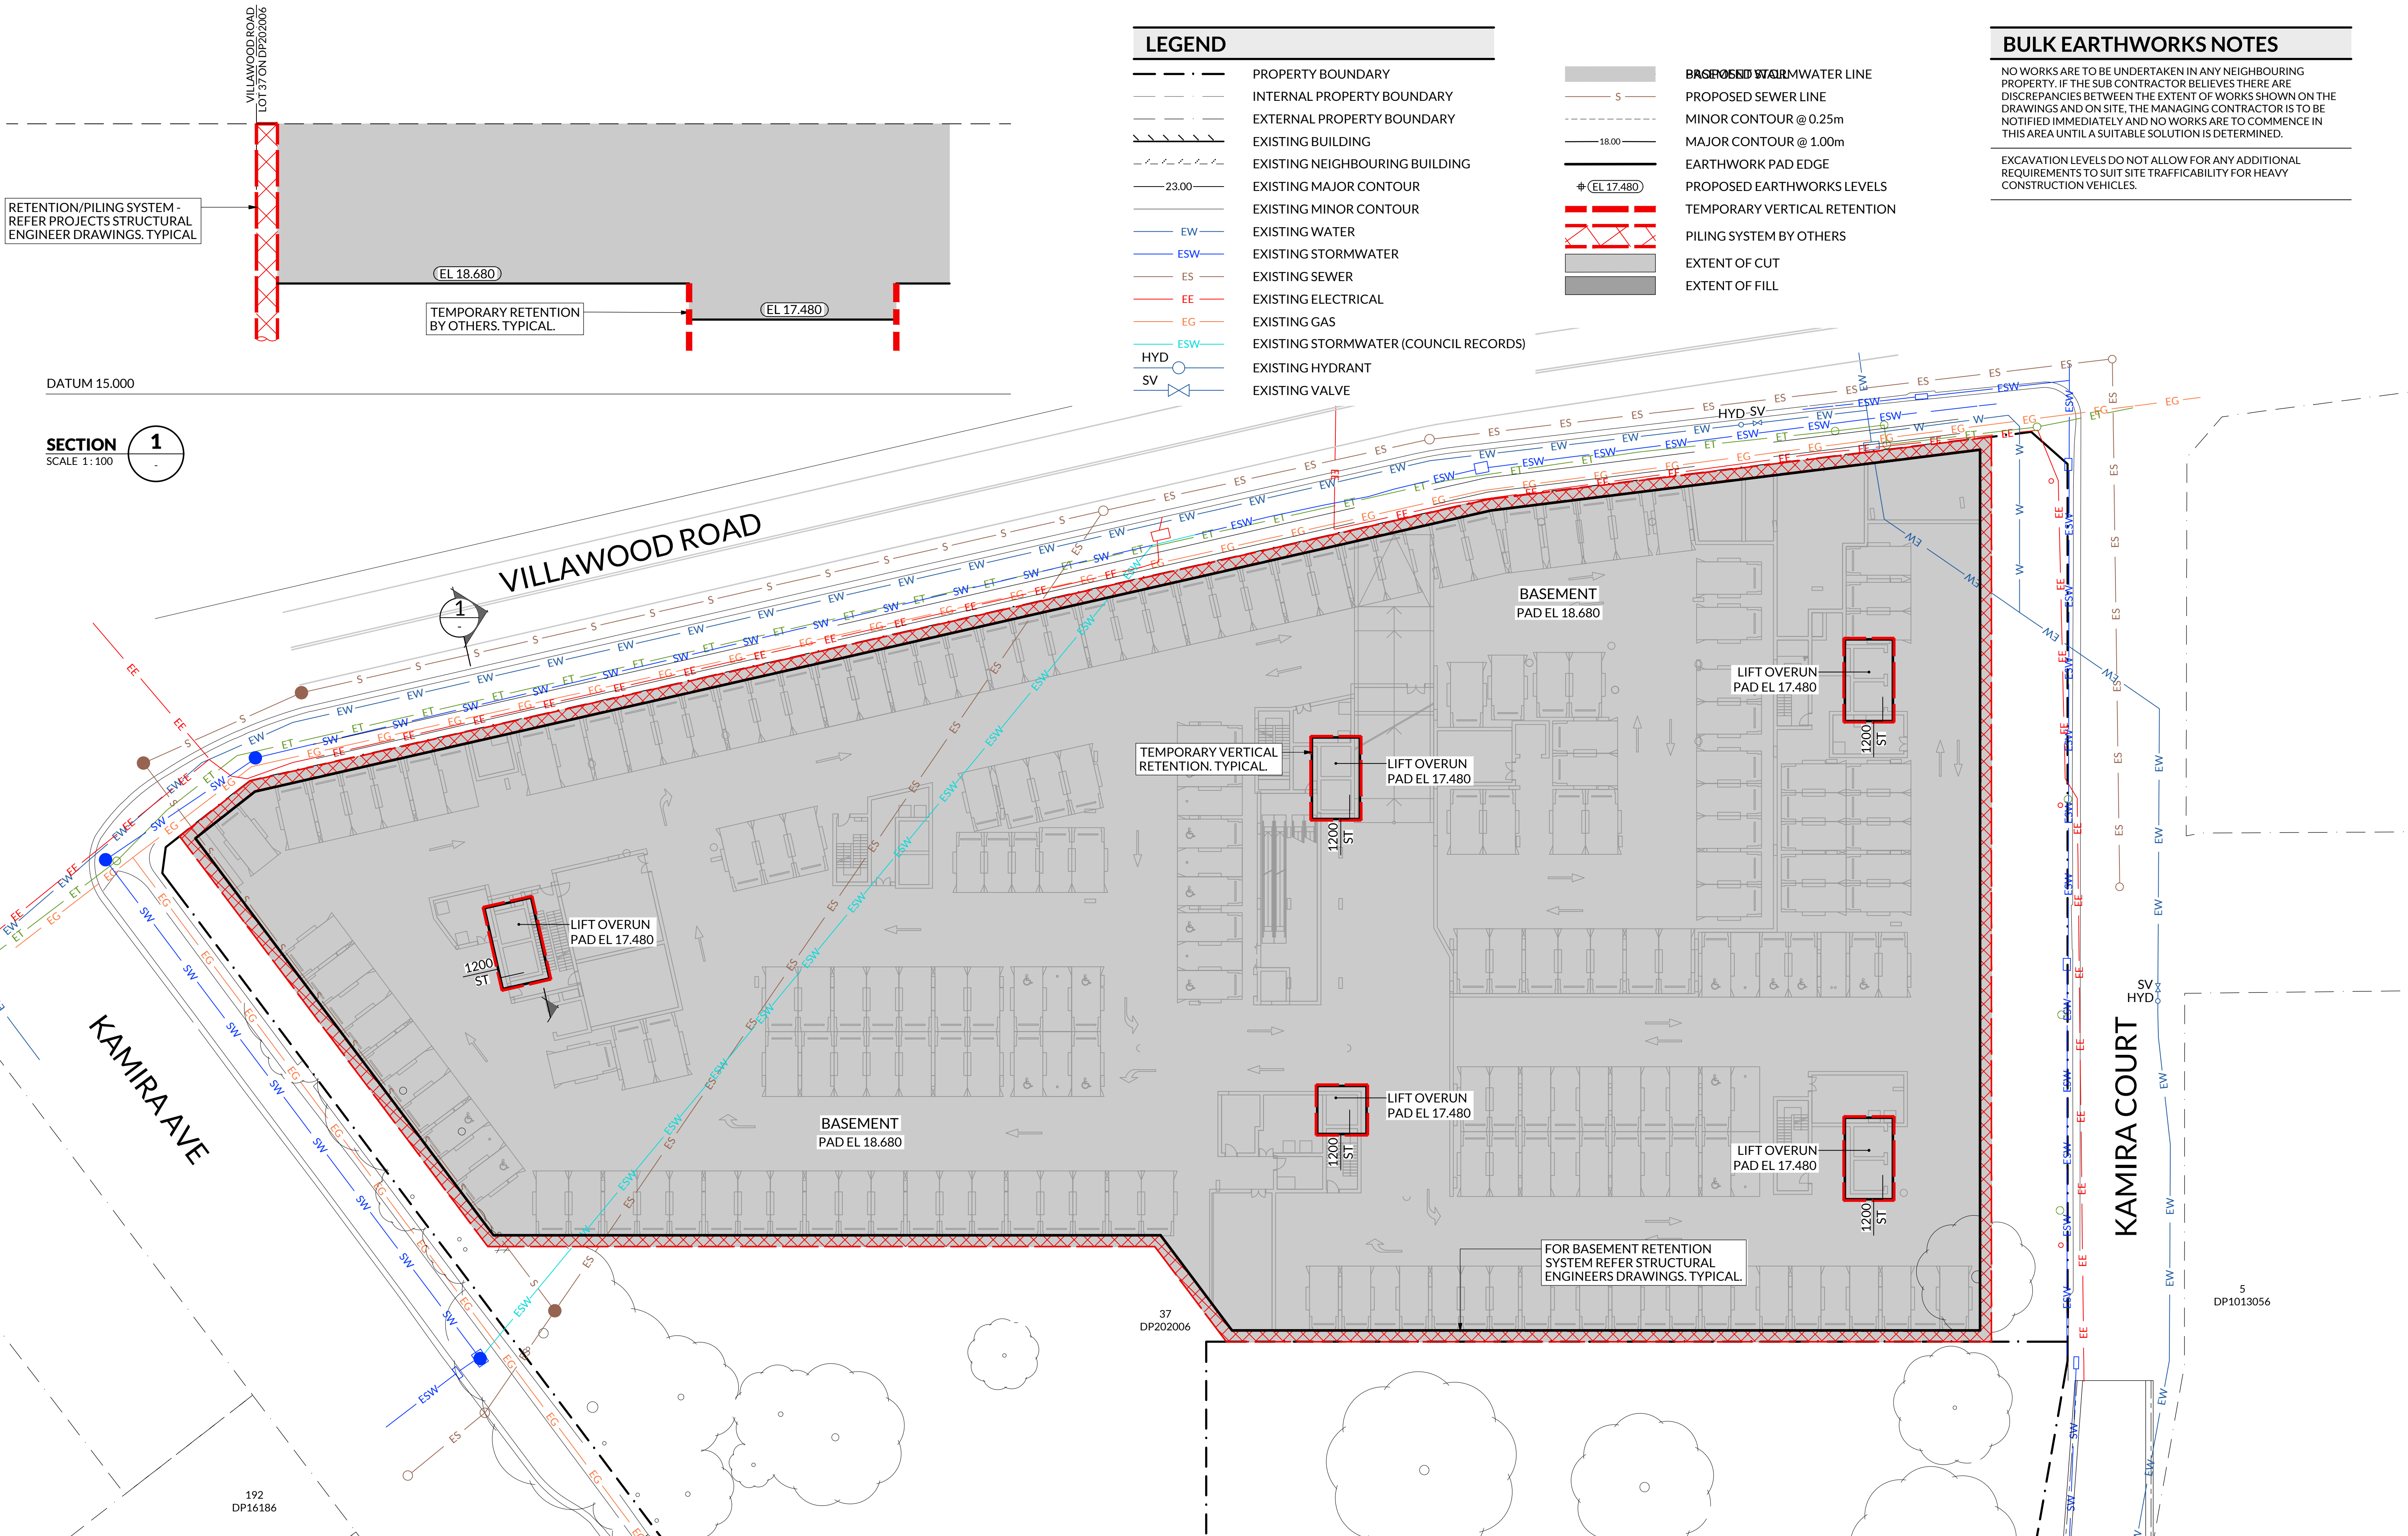 VILLAWOOD ROAD
LOT 37 ON DP202006
RETENTION/PILING SYSTEM -
REFER PROJECTS STRUCTURAL
ENGINEER DRAWINGS. TYPICAL
EL 18.680
TEMPORARY RETENTION
BY OTHERS. TYPICAL.
EL 17.480
DATUM 15.000
SECTION
SCALE 1 : 100
1
-
LEGEND
PROPERTY BOUNDARY
INTERNAL PROPERTY BOUNDARY
EXTERNAL PROPERTY BOUNDARY
EXISTING BUILDING
EXISTING NEIGHBOURING BUILDING
23.00
EXISTING MAJOR CONTOUR
EXISTING MINOR CONTOUR
EW
EXISTING WATER
ESW
EXISTING STORMWATER
ES
EXISTING SEWER
EE
EXISTING ELECTRICAL
EG
EXISTING GAS
ESW
EXISTING STORMWATER (COUNCIL RECORDS)
HYD
EXISTING HYDRANT
SV
EXISTING VALVE
STORMWATER LINE
S
PROPOSED SEWER LINE
MINOR CONTOUR @ 0.25m
18.00
MAJOR CONTOUR @ 1.00m
EARTHWORK PAD EDGE
EL 17.480
PROPOSED EARTHWORKS LEVELS
TEMPORARY VERTICAL RETENTION
PILING SYSTEM BY OTHERS
EXTENT OF CUT
EXTENT OF FILL
BULK EARTHWORKS NOTES
NO WORKS ARE TO BE UNDERTAKEN IN ANY NEIGHBOURING
PROPERTY. IF THE SUB CONTRACTOR BELIEVES THERE ARE
DISCREPANCIES BETWEEN THE EXTENT OF WORKS SHOWN ON THE
DRAWINGS AND ON SITE, THE MANAGING CONTRACTOR IS TO BE
NOTIFIED IMMEDIATELY AND NO WORKS ARE TO COMMENCE IN
THIS AREA UNTIL A SUITABLE SOLUTION IS DETERMINED.
EXCAVATION LEVELS DO NOT ALLOW FOR ANY ADDITIONAL
REQUIREMENTS TO SUIT SITE TRAFFICABILITY FOR HEAVY
CONSTRUCTION VEHICLES.
VILLAWOOD ROAD
1
-
HYD SV
BASEMENT
PAD EL 18.680
LIFT OVERUN
PAD EL 17.480
1200
ST
TEMPORARY VERTICAL
RETENTION. TYPICAL.
LIFT OVERUN
PAD EL 17.480
1200
ST
LIFT OVERUN
PAD EL 17.480
1200
ST
SV
HYD
KAMIRA AVE
KAMIRA COURT
BASEMENT
PAD EL 18.680
LIFT OVERUN
PAD EL 17.480
1200
ST
LIFT OVERUN
PAD EL 17.480
1200
ST
FOR BASEMENT RETENTION
SYSTEM REFER STRUCTURAL
ENGINEERS DRAWINGS. TYPICAL.
37
DP202006
5
DP1013056
192
DP16186